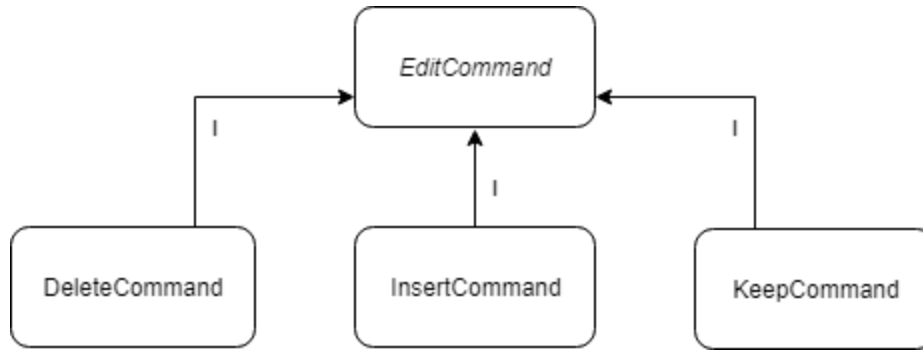 EditCommand
I
I
I
DeleteCommand
InsertCommand
KeepCommand